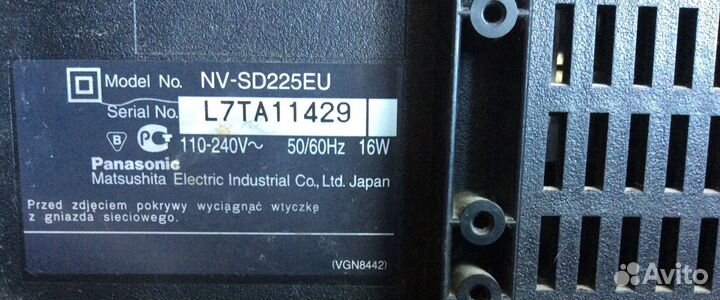 Model No. NV-SD225EU
Serial No. L7TA11429
B PCT 110-240V~ 50/60Hz 16W
Panasonic
Matsushita Electric Industrial Co., Ltd. Japan
Przed zdjęciem pokrywy wyciągnąć wtyczkę
z gniazda sieciowego.
(VGN8442)
Avito